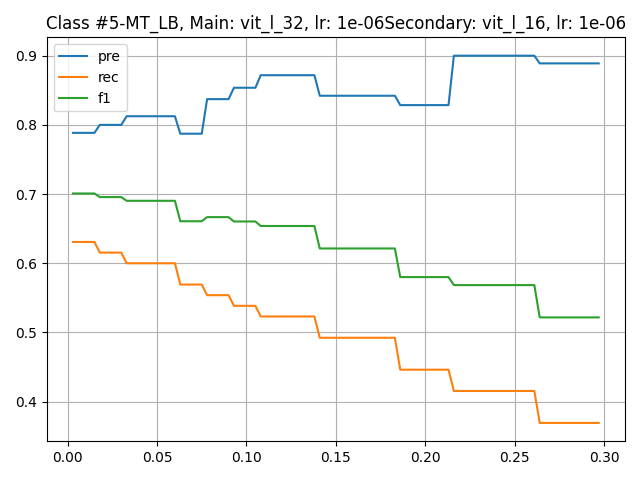 Class #5-MT_LB, Main: vit_l_32, lr: 1e-06Secondary: vit_l_16, lr: 1e-06
pre
rec
f1
0.9
0.8
0.7
0.6
0.5
0.4
0.00 0.05 0.10 0.15 0.20 0.25 0.30